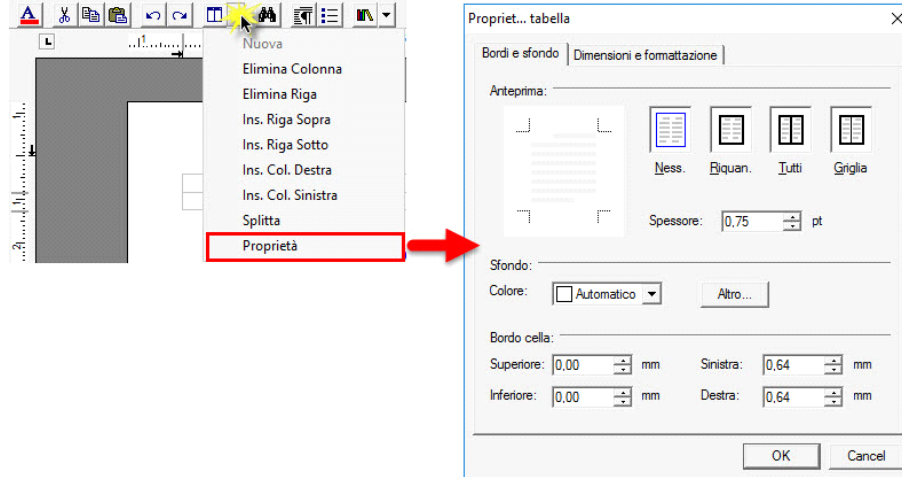 Nuova
Elimina Colonna
Elimina Riga
Ins. Riga Sopra
Ins. Riga Sotto
Ins. Col. Destra
Ins. Col. Sinistra
Splitta
Proprietà
Propriet... tabella
Bordi e sfondo Dimensioni e formattazione
Anteprima:
Ness. Riquan. Tutti Griglia
Spessore: 0,75 pt
Sfondo:
Colore: Automatico Altro...
Bordo cella:
Superiore: 0,00 mm Sinistra: 0,64 mm
Inferiore: 0,00 mm Destra: 0,64 mm
OK Cancel